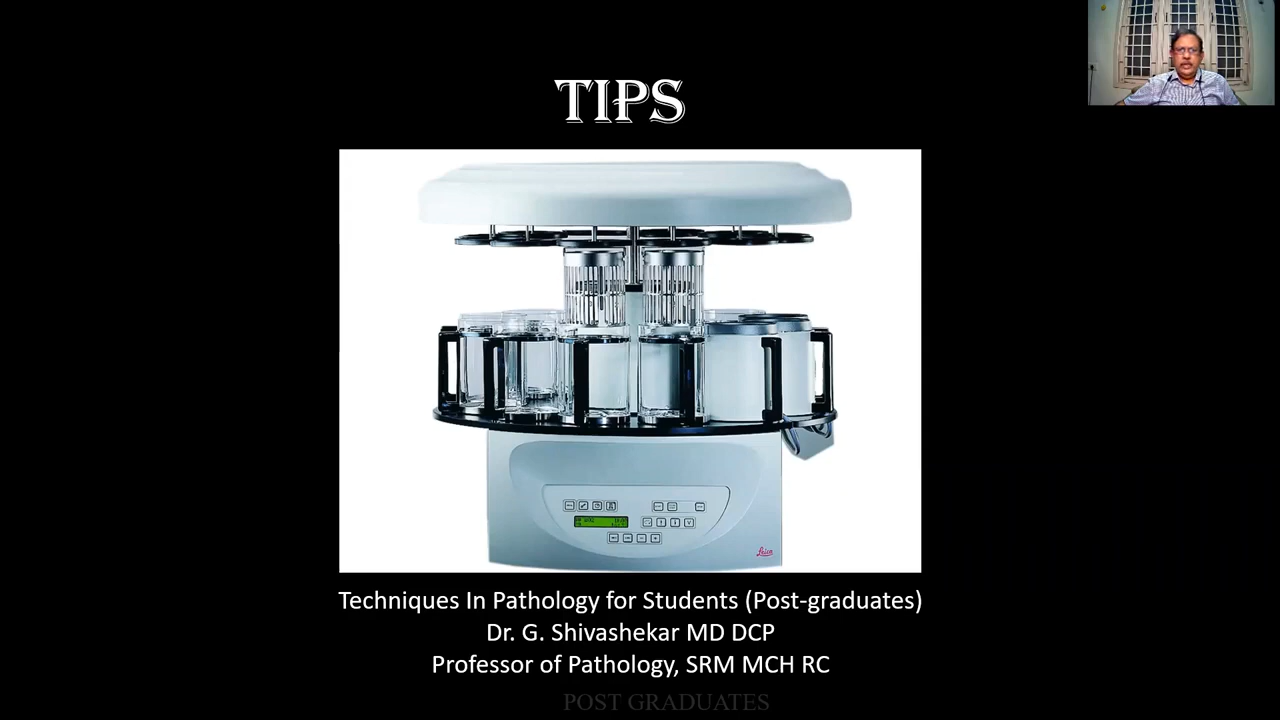 TIPS
Leica
Techniques In Pathology for Students (Post-graduates)
Dr. G. Shivashekar MD DCP
Professor of Pathology, SRM MCH RC
POST GRADUATES